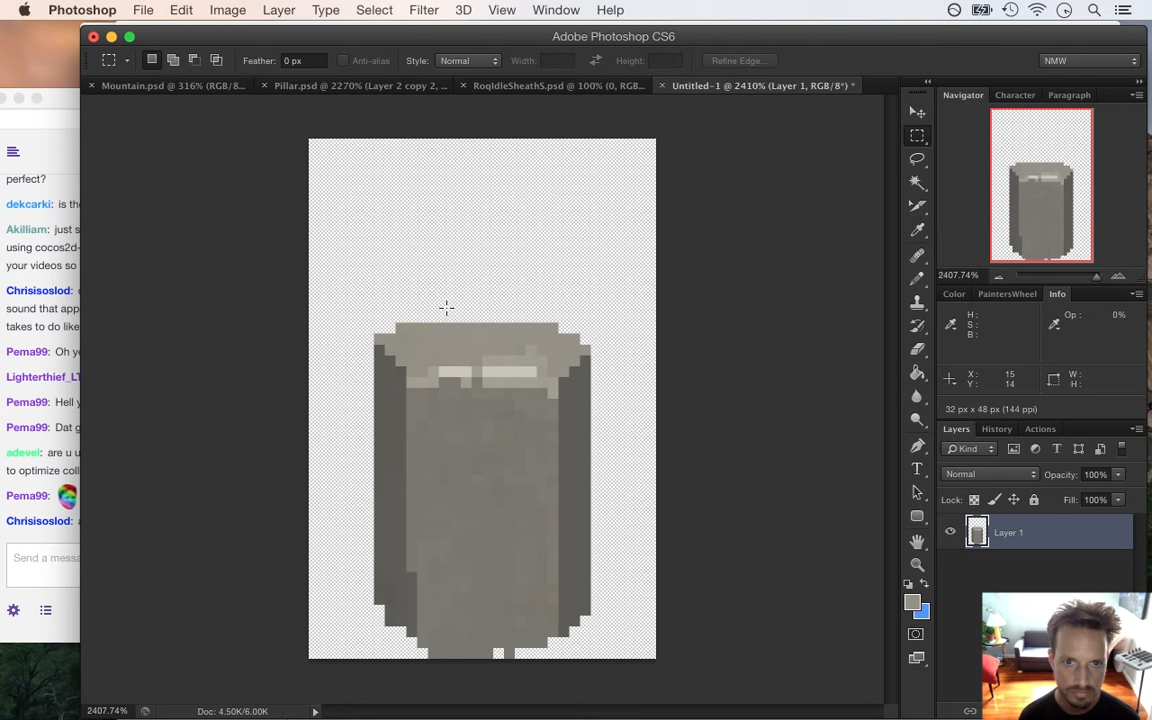 Photoshop File Edit Image Layer Type Select Filter 3D View Window Help
Adobe Photoshop CS6
Feather: 0 px Anti-alias Style: Normal Width: Height: Refine Edge... NMW
× Mountain.psd @ 316% (RGB/8... × Pillar.psd @ 2270% (Layer 2 copy 2, ... × RoqIdleSheathS.psd @ 100% (0, RGB... × Untitled-1 @ 2410% (Layer 1, RGB/8*) *
Navigator Character Paragraph
2407.74%
Color PaintersWheel Info
H: Op: 0%
S:
B:
X: 15 W:
Y: 14 H:
32 px x 48 px (144 ppi)
Layers History Actions
Kind
Normal Opacity: 100%
Lock: Fill: 100%
Layer 1
perfect?
dekcarki: is th
Akilliam: just s
using cocos2d-
your videos so
Chrisisoslod:
sound that app
takes to do like
Pema99: Oh y
Lighterthief_LT
Pema99: Hell y
Pema99: Dat g
adevel: are u u
to optimize coll
Pema99:
Chrisisoslod: a
Send a messa
2407.74% Doc: 4.50K/6.00K